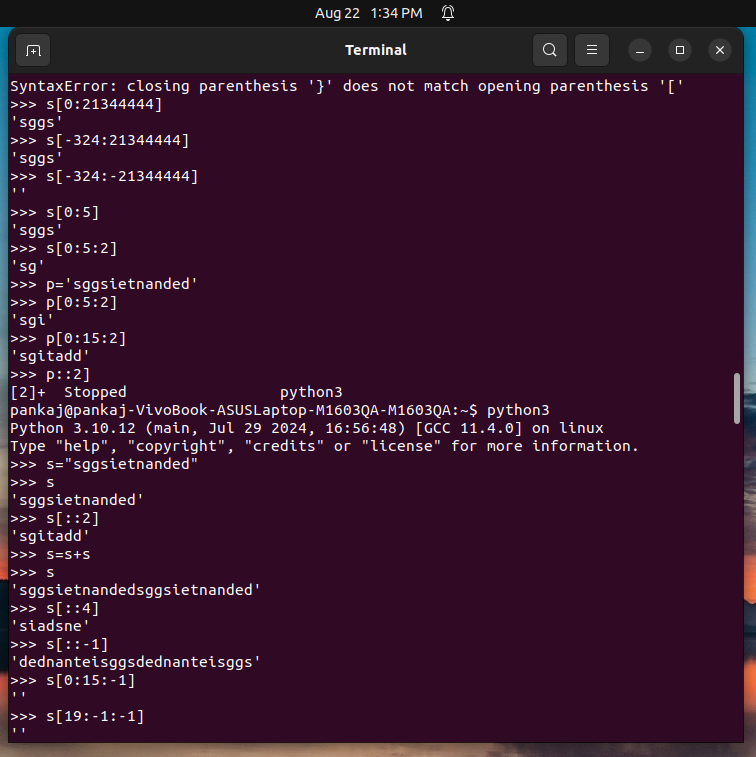 Aug 22 1:34 PM
Terminal
SyntaxError: closing parenthesis '}' does not match opening parenthesis '['
>>> s[0:21344444]
'sggs'
>>> s[-324:21344444]
'sggs'
>>> s[-324:-21344444]
''
>>> s[0:5]
'sggs'
>>> s[0:5:2]
'sg'
>>> p='sggsietnanded'
>>> p[0:5:2]
'sgi'
>>> p[0:15:2]
'sgitadd'
>>> p::2]
[2]+  Stopped                 python3
pankaj@pankaj-VivoBook-ASUSLaptop-M1603QA-M1603QA:~$ python3
Python 3.10.12 (main, Jul 29 2024, 16:56:48) [GCC 11.4.0] on linux
Type "help", "copyright", "credits" or "license" for more information.
>>> s="sggsietnanded"
>>> s
'sggsietnanded'
>>> s[::2]
'sgitadd'
>>> s=s+s
>>> s
'sggsietnandedsggsietnanded'
>>> s[::4]
'siadsne'
>>> s[::-1]
'dednanteisggsdednanteisggs'
>>> s[0:15:-1]
''
>>> s[19:-1:-1]
''